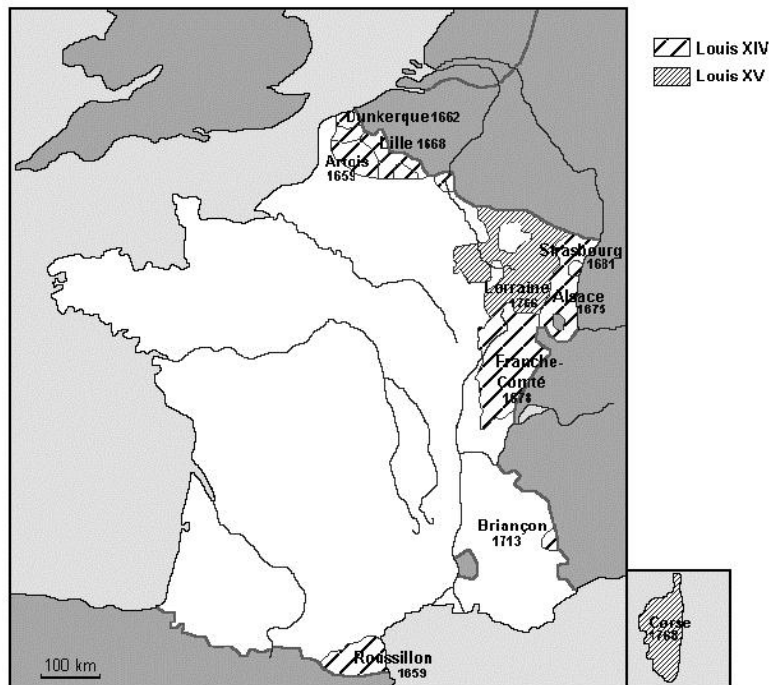 Louis XIV
Louis XV
Dunkerque 1662
Lille 1668
Artois
1659
Strasbourg
1681
Lorraine
1766
Alsace
1675
Franche-
Comté
1678
Briançon
1713
Roussillon
1659
Corse
1768
100 km